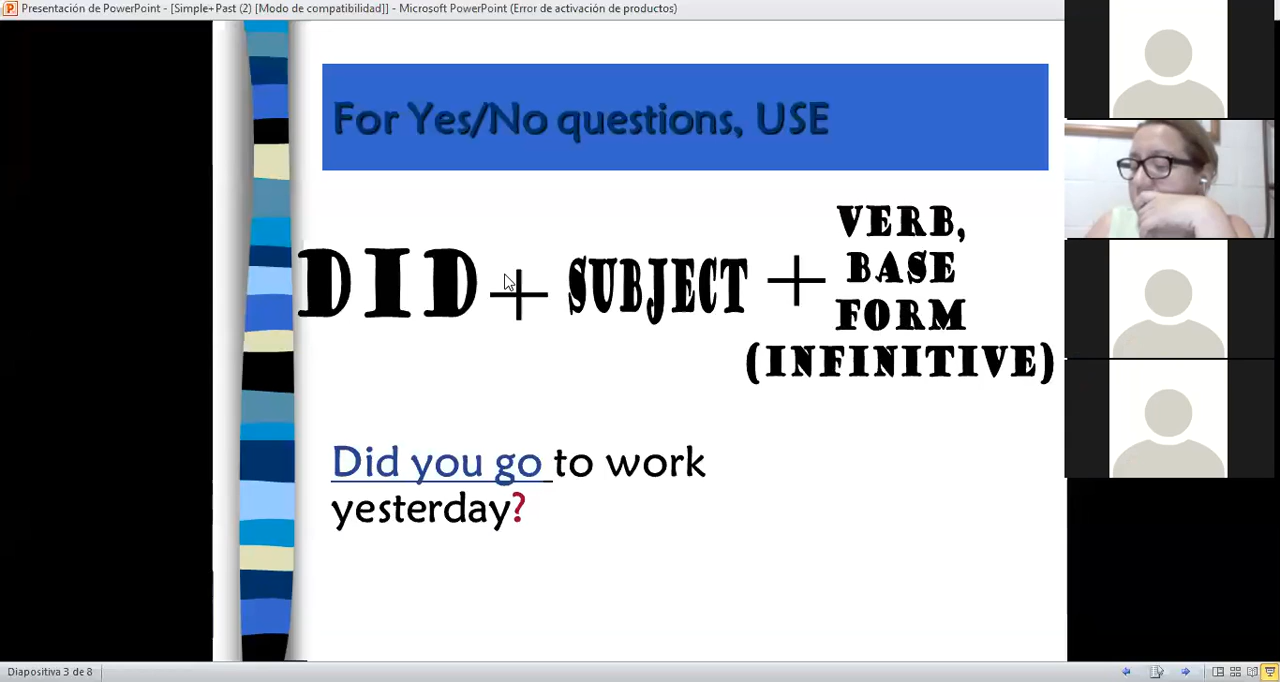 Presentación de PowerPoint - [Simple+Past (2) [Modo de compatibilidad]] - Microsoft PowerPoint (Error de activación de productos)
For Yes/No questions, USE
DID + SUBJECT + VERB,
BASE
FORM
(INFINITIVE)
Did you go to work
yesterday?
Diapositiva 3 de 8